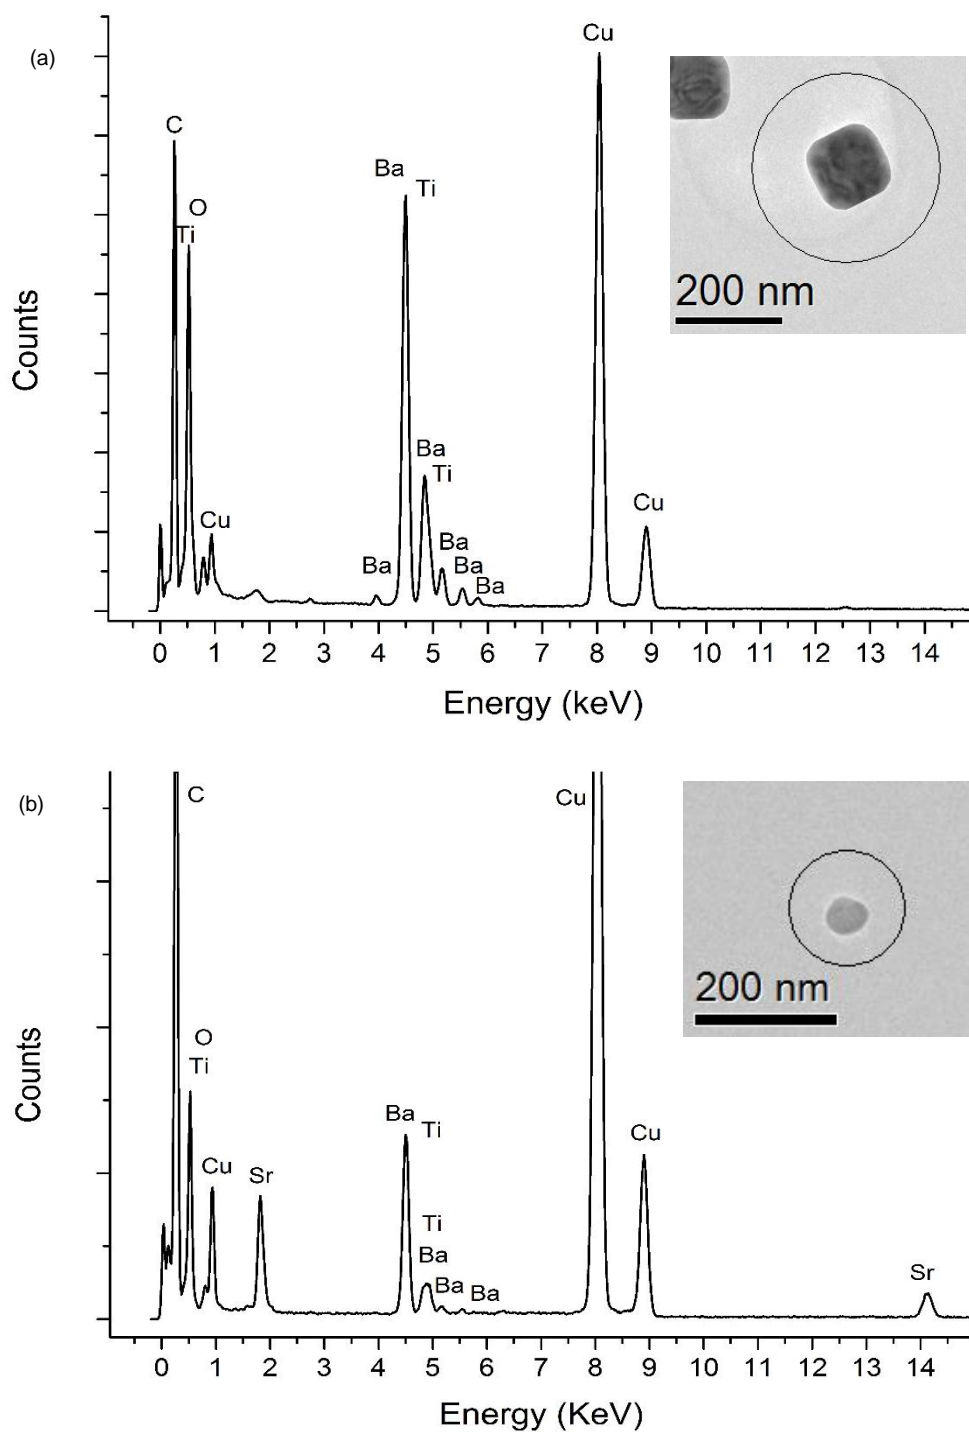 (a)
Cu
C
O
Ti
Ba
Ti
200 nm
Counts
Ba
Ti
Cu
Cu
Ba
Ba
Ba
Ba
0 1 2 3 4 5 6 7 8 9 10 11 12 13 14
Energy (keV)
(b)
C
Cu
200 nm
Counts
O
Ti
Ba
Ti
Cu
Cu
Sr
Ti
Ba
Ba
Ba
Sr
0 1 2 3 4 5 6 7 8 9 10 11 12 13 14
Energy (KeV)